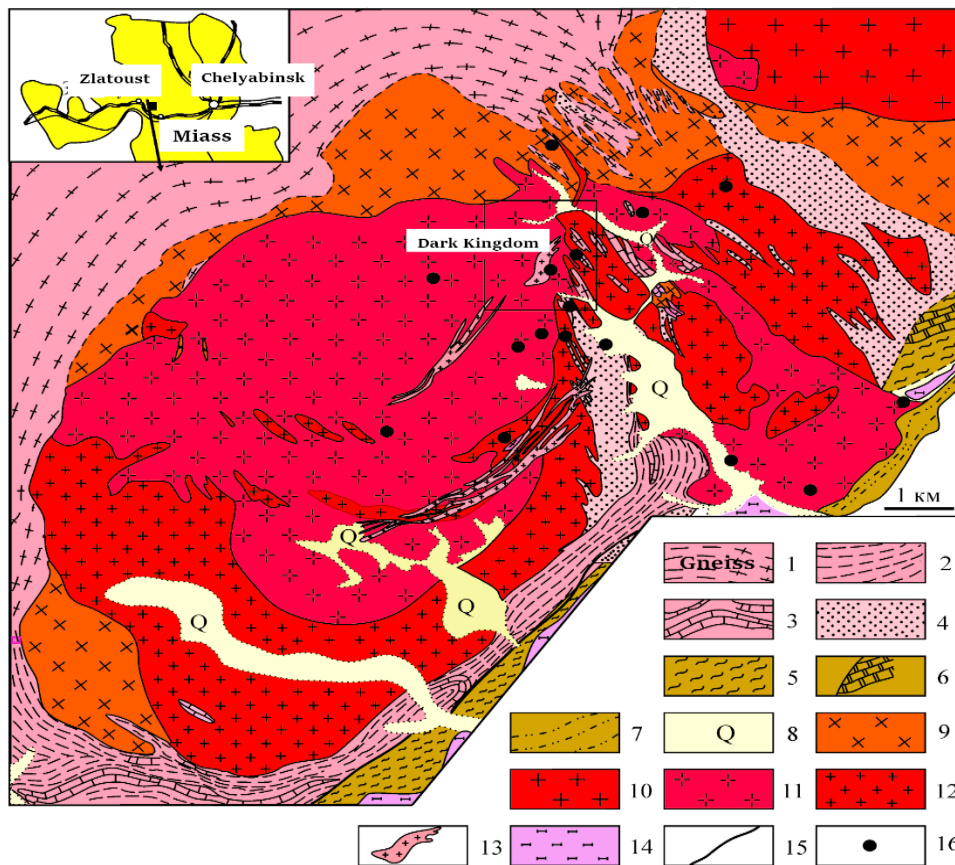 Zlatoust
Chelyabinsk
Miass
Dark Kingdom
Q
Q
Q
Q
Q
1 км
Gneiss 1
2
3
4
5
6
7
Q 8
9
10
11
12
13
14
15
16